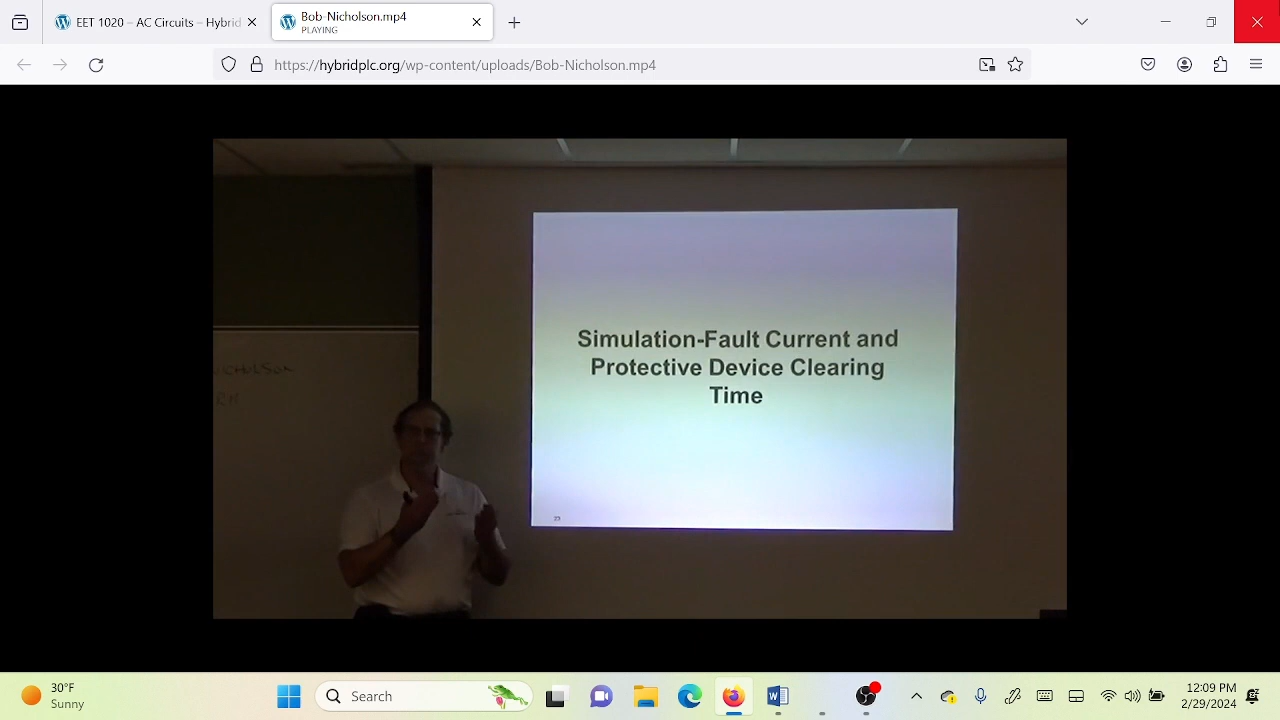 EET 1020 – AC Circuits – Hybrid
Bob-Nicholson.mp4
PLAYING
https://hybridplc.org/wp-content/uploads/Bob-Nicholson.mp4
Simulation-Fault Current and
Protective Device Clearing
Time
30°F
Sunny
Search
12:09 PM
2/29/2024